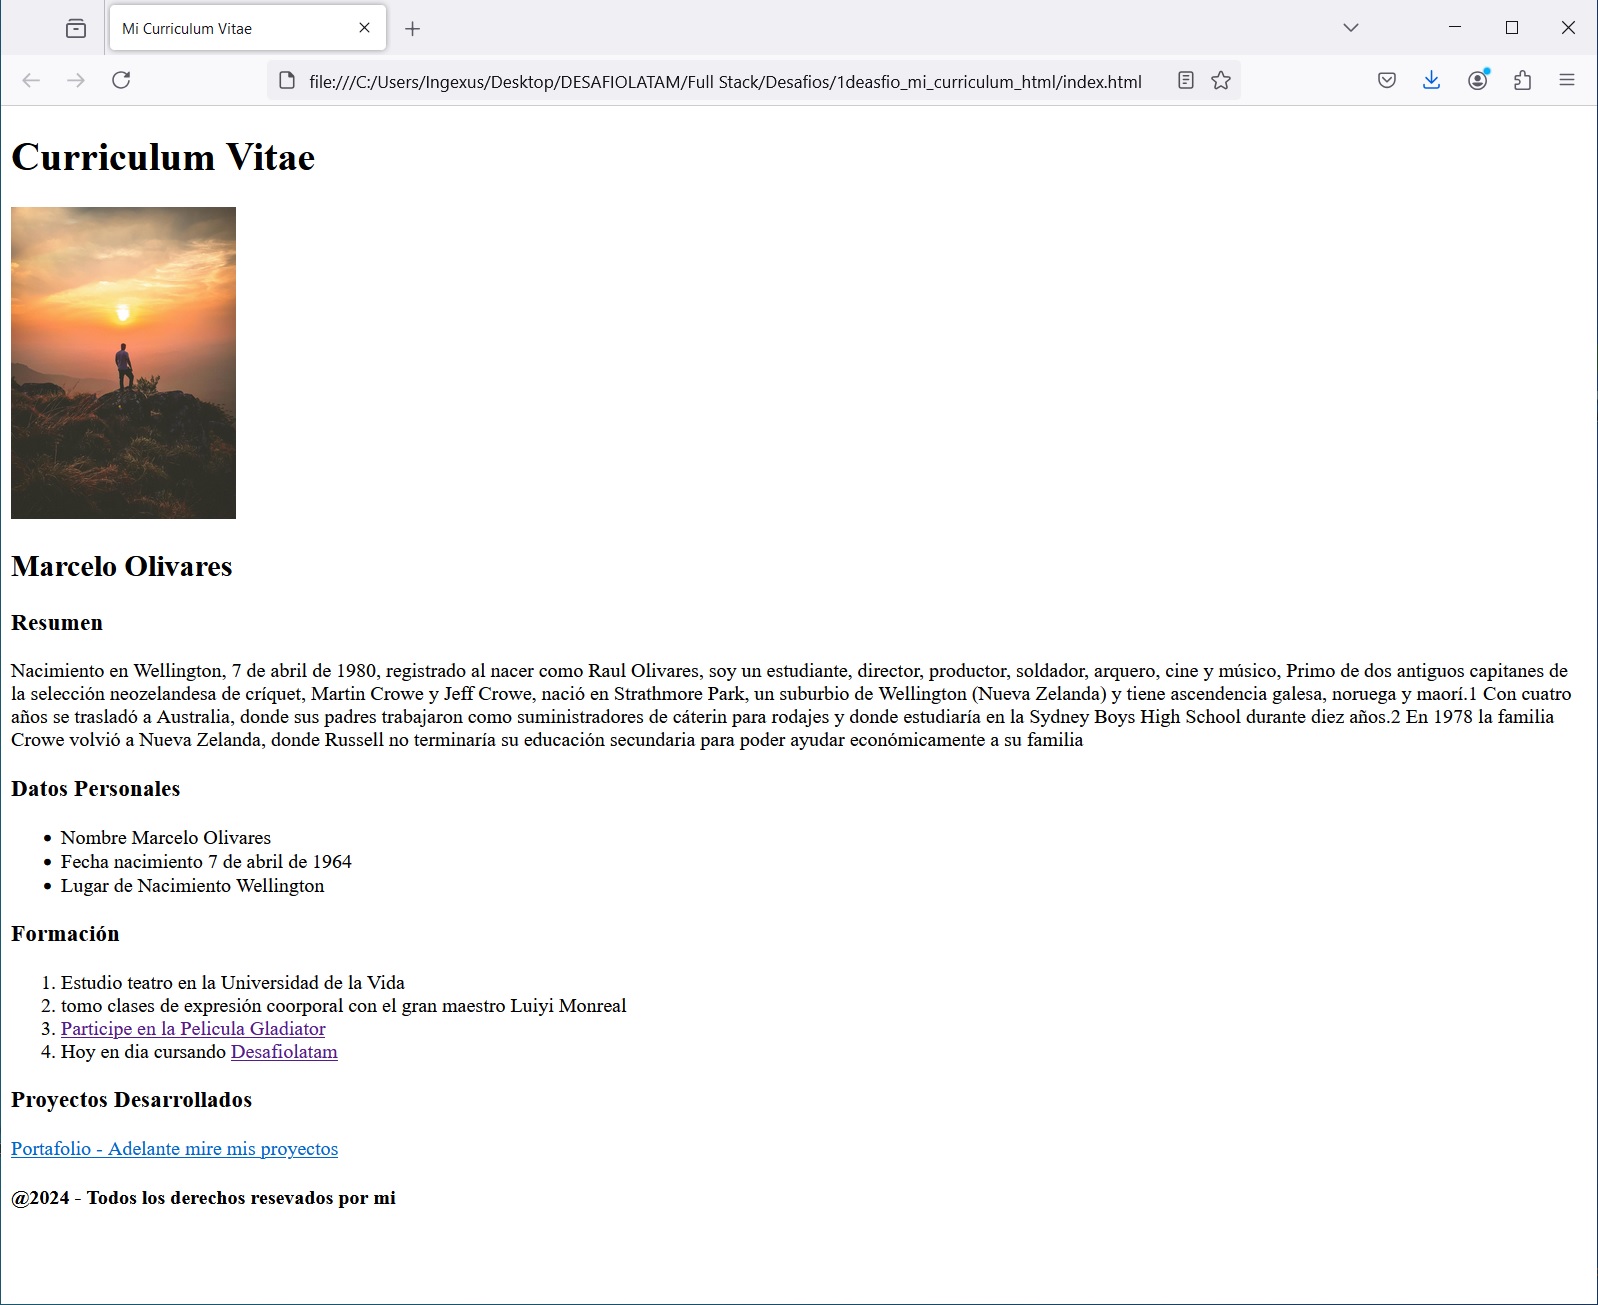 Mi Curriculum Vitae
file:///C:/Users/Ingexus/Desktop/DESAFIOLATAM/Full Stack/Desafios/1deasfio_mi_curriculum_html/index.html
Curriculum Vitae
Marcelo Olivares
Resumen
Nacimiento en Wellington, 7 de abril de 1980, registrado al nacer como Raul Olivares, soy un estudiante, director, productor, soldador, arquero, cine y músico, Primo de dos antiguos capitanes de
la selección neozelandesa de críquet, Martin Crowe y Jeff Crowe, nació en Strathmore Park, un suburbio de Wellington (Nueva Zelanda) y tiene ascendencia galesa, noruega y maorí.1 Con cuatro
años se trasladó a Australia, donde sus padres trabajaron como suministradores de cáterin para rodajes y donde estudiaría en la Sydney Boys High School durante diez años.2 En 1978 la familia
Crowe volvió a Nueva Zelanda, donde Russell no terminaría su educación secundaria para poder ayudar económicamente a su familia
Datos Personales
• Nombre Marcelo Olivares
• Fecha nacimiento 7 de abril de 1964
• Lugar de Nacimiento Wellington
Formación
1. Estudio teatro en la Universidad de la Vida
2. tomo clases de expresión coorporal con el gran maestro Luiyi Monreal
3. Participe en la Pelicula Gladiator
4. Hoy en dia cursando Desafiolatam
Proyectos Desarrollados
Portafolio - Adelante mire mis proyectos
@2024 - Todos los derechos resevados por mi